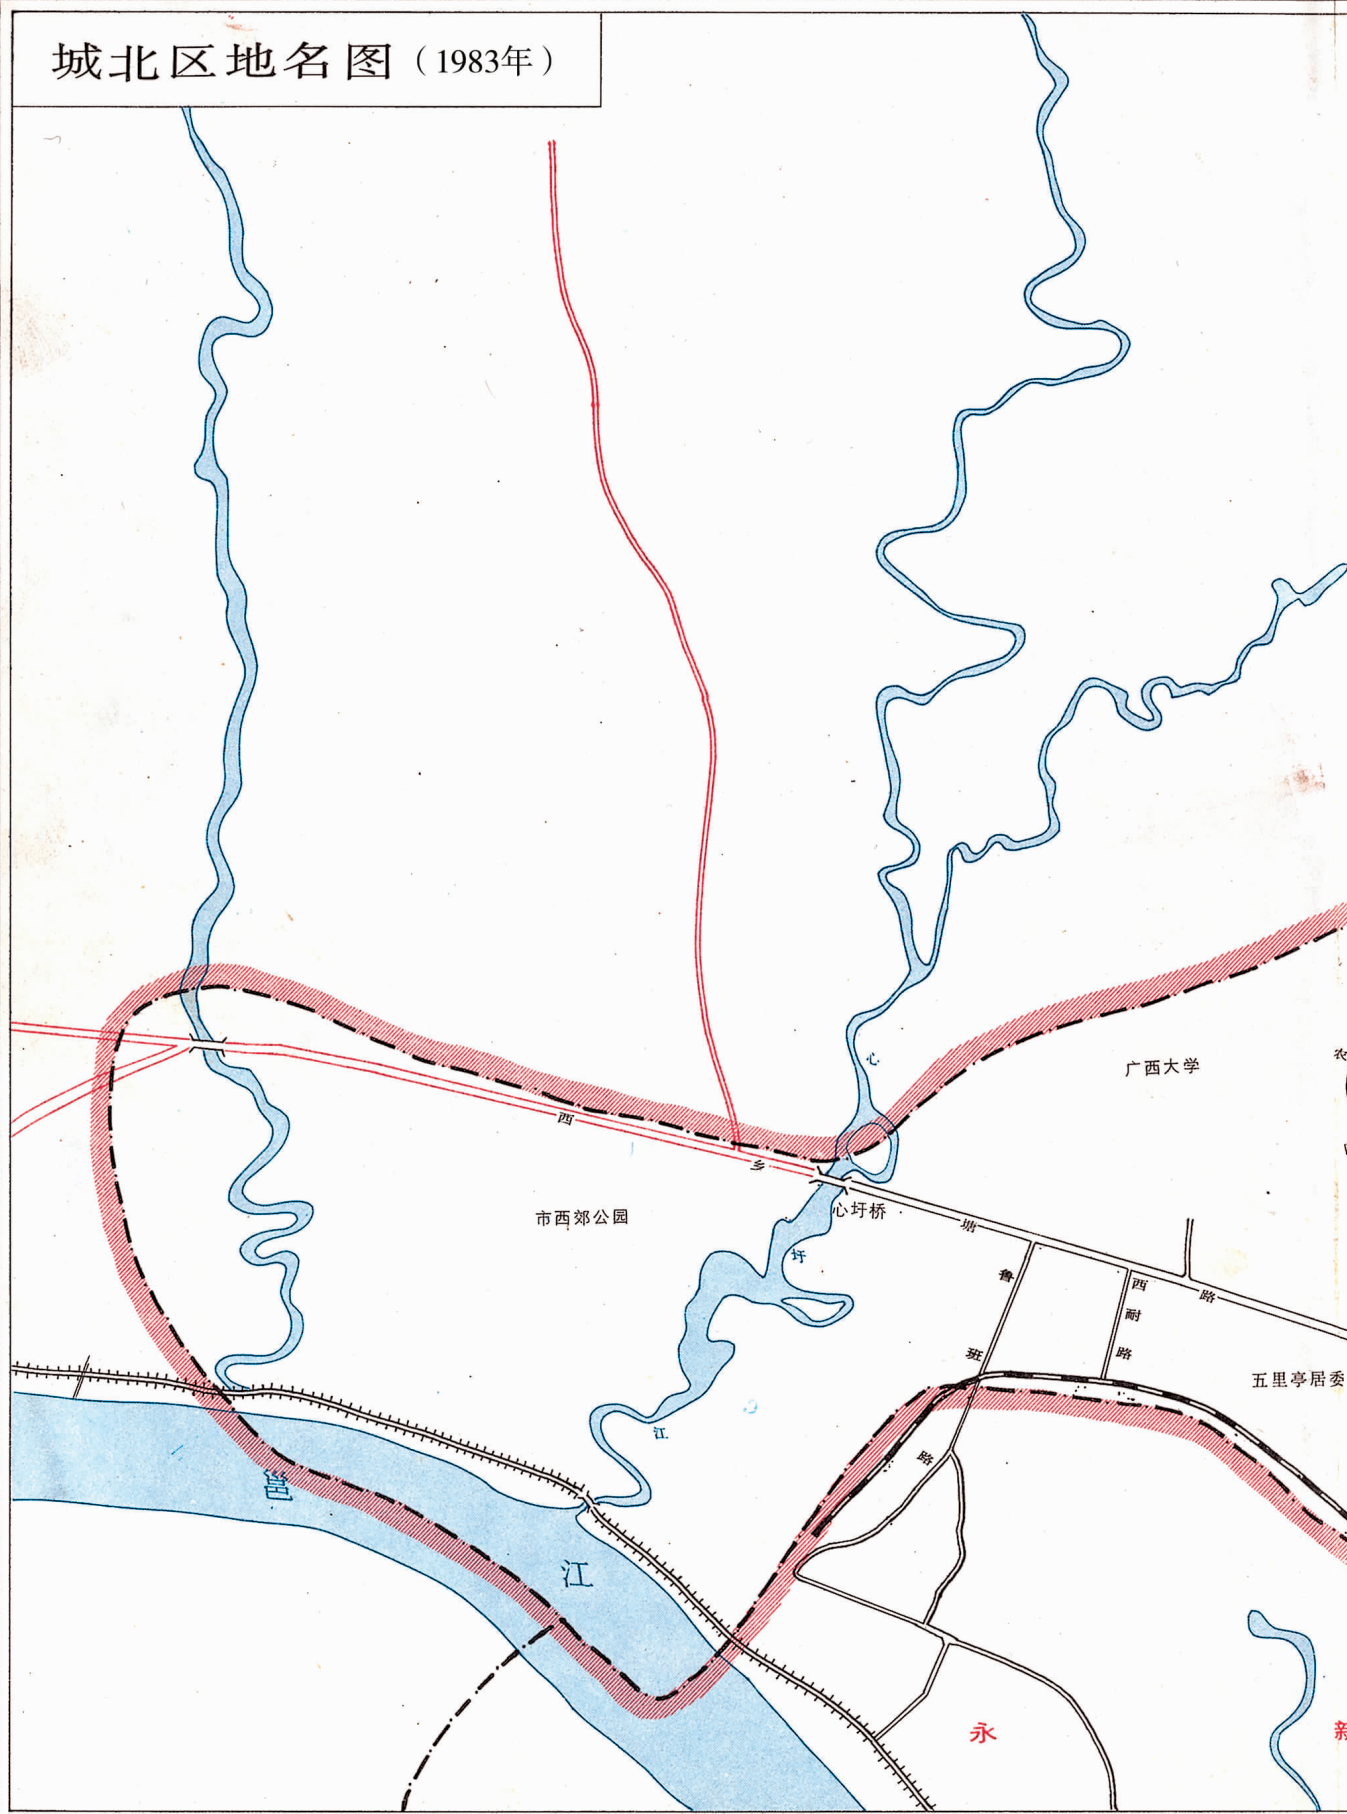 城北区地名图（1983年）
心
广西大学
农
西
乡
塘
西
路
市西郊公园
心圩桥
圩
江
鲁
班
路
耐
路
五里亭居委
邕
江
永
新